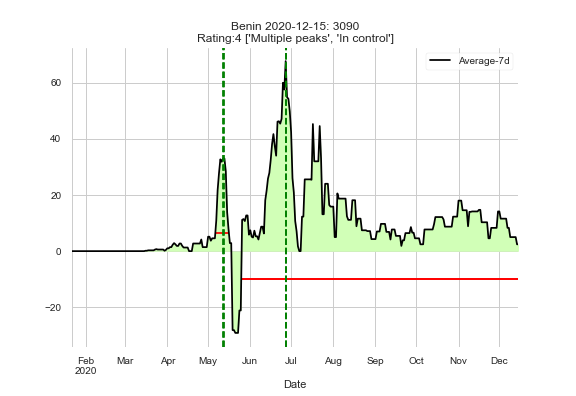 Benin 2020-12-15: 3090
Rating:4 ['Multiple peaks', 'In control']
Average-7d
60
40
20
0
−20
Feb Mar Apr May Jun Jul Aug Sep Oct Nov Dec
2020
Date